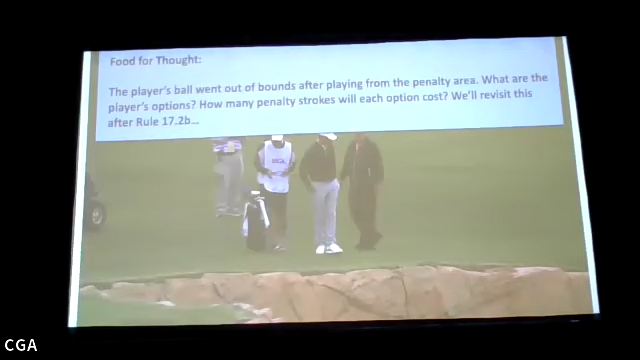 Food for Thought:
The player's ball went out of bounds after playing from the penalty area. What are the
player's options? How many penalty strokes will each option cost? We'll revisit this
after Rule 17.2b...
CGA